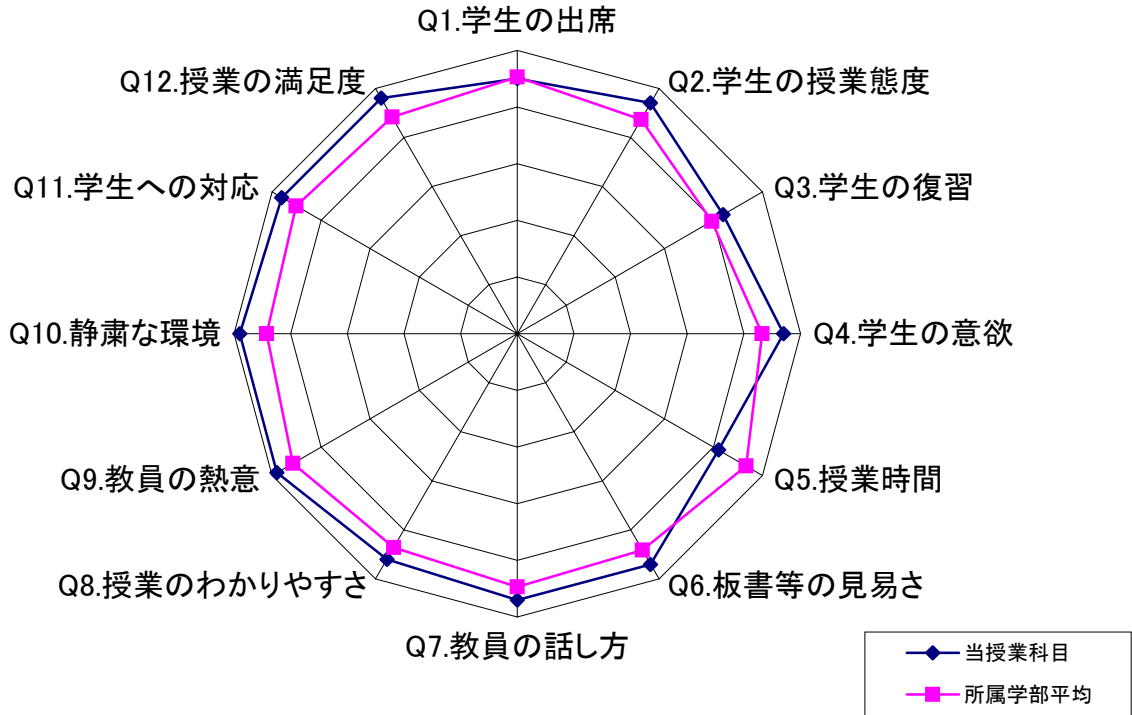 Q1.学生の出席
Q2.学生の授業態度
Q3.学生の復習
Q4.学生の意欲
Q5.授業時間
Q6.板書等の見易さ
Q7.教員の話し方
Q8.授業のわかりやすさ
Q9.教員の熱意
Q10.静粛な環境
Q11.学生への対応
Q12.授業の満足度
当授業科目
所属学部平均